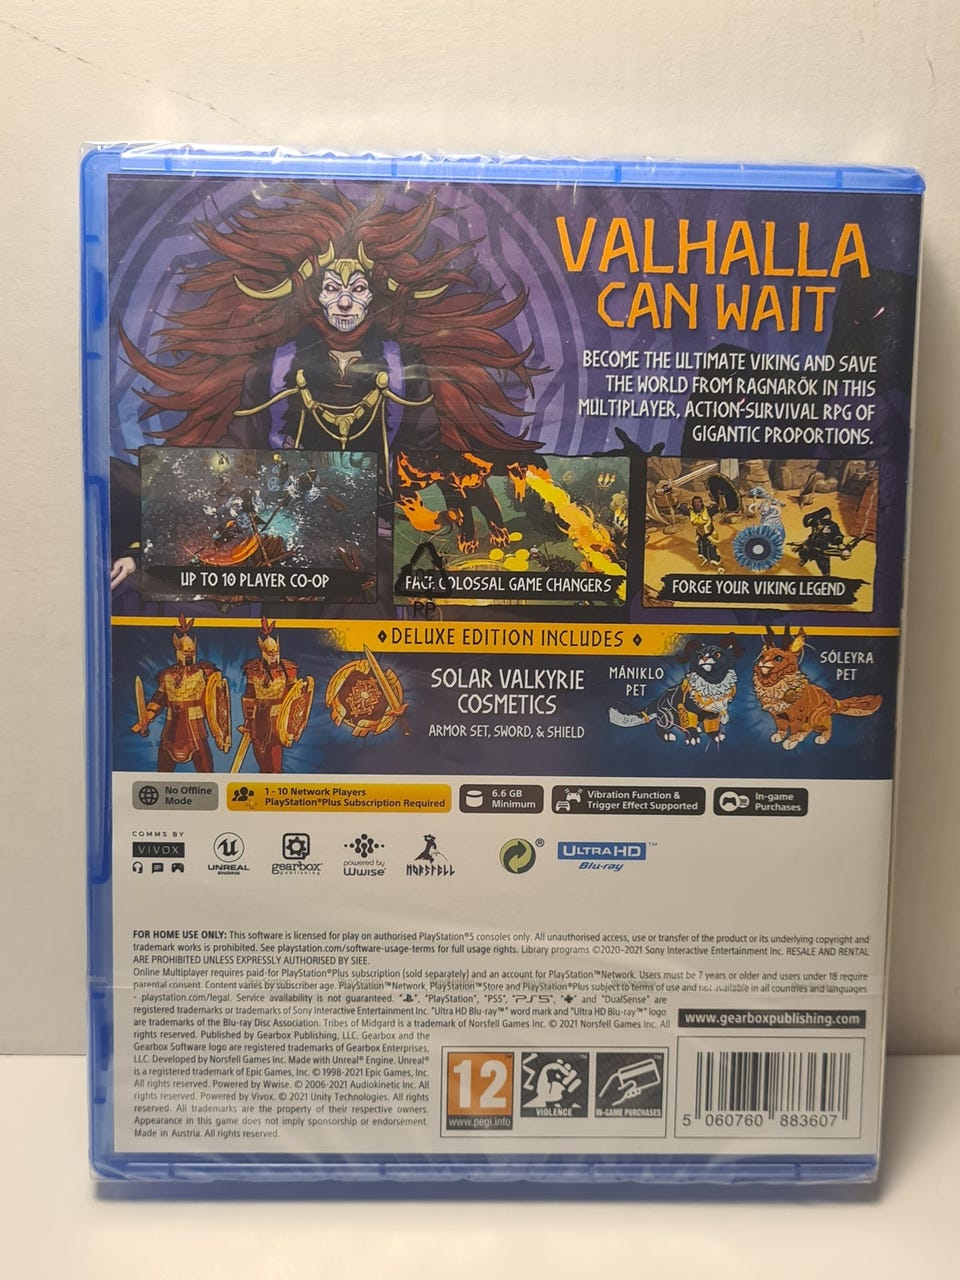 VALHALLA
CAN WAIT
BECOME THE ULTIMATE VIKING AND SAVE
THE WORLD FROM RAGNARÖK IN THIS
MULTIPLAYER, ACTION-SURVIVAL RPG OF
GIGANTIC PROPORTIONS.
UP TO 10 PLAYER CO-OP
FACE COLOSSAL GAME CHANGERS
FORGE YOUR VIKING LEGEND
PP
DELUXE EDITION INCLUDES
SOLAR VALKYRIE
COSMETICS
ARMOR SET, SWORD, & SHIELD
MÁNIKLO
PET
SÓLEYRA
PET
No Offline
Mode
1 - 10 Network Players
PlayStation®Plus Subscription Required
6.6 GB
Minimum
Vibration Function &
Trigger Effect Supported
In-game
Purchases
COMMS BY
VIVOX
UNREAL
ENGINE
gearbox
publishing
powered by
Wwise
NORSFELL
®
ULTRA HD™
Blu-ray
FOR HOME USE ONLY: This software is licensed for play on authorised PlayStation®5 consoles only. All unauthorised access, use or transfer of the product or its underlying copyright and
trademark works is prohibited. See playstation.com/software-usage-terms for full usage rights. Library programs ©2020-2021 Sony Interactive Entertainment Inc. RESALE AND RENTAL
ARE PROHIBITED UNLESS EXPRESSLY AUTHORISED BY SIEE.
Online Multiplayer requires paid-for PlayStation®Plus subscription (sold separately) and an account for PlayStation™Network. Users must be 7 years or older and users under 18 require
parental consent. Content varies by subscriber age. PlayStation™Network, PlayStation™Store and PlayStation®Plus subject to terms of use and not available in all countries and languages
- playstation.com/legal. Service availability is not guaranteed. "PlayStation", "PS5", "PS5", and "DualSense" are
registered trademarks or trademarks of Sony Interactive Entertainment Inc. "Ultra HD Blu-ray™" word mark and "Ultra HD Blu-ray™" logo
are trademarks of the Blu-ray Disc Association. Tribes of Midgard is a trademark of Norsfell Games Inc. © 2021 Norsfell Games Inc. All
rights reserved. Published by Gearbox Publishing, LLC. Gearbox and the
Gearbox Software logo are registered trademarks of Gearbox Enterprises,
LLC. Developed by Norsfell Games Inc. Made with Unreal® Engine. Unreal®
is a registered trademark of Epic Games, Inc. © 1998-2021 Epic Games, Inc.
All rights reserved. Powered by Wwise. © 2006-2021 Audiokinetic Inc. All
rights reserved. Powered by Vivox. © 2021 Unity Technologies. All rights
reserved. All trademarks are the property of their respective owners.
Appearance in this game does not imply sponsorship or endorsement.
Made in Austria. All rights reserved.
www.gearboxpublishing.com
12
www.pegi.info
VIOLENCE
IN-GAME PURCHASES
5 060760 883607